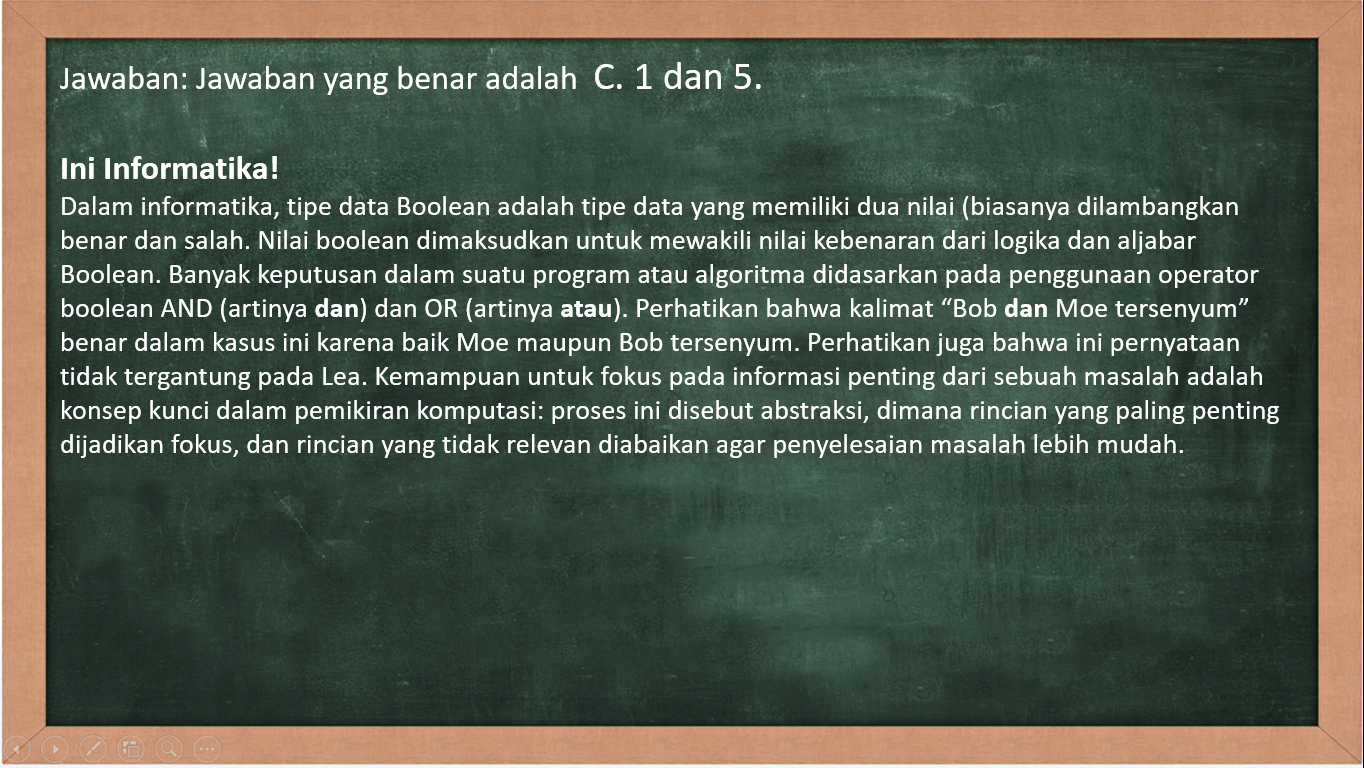 Jawaban: Jawaban yang benar adalah C. 1 dan 5.
Ini Informatika!
Dalam informatika, tipe data Boolean adalah tipe data yang memiliki dua nilai (biasanya dilambangkan
benar dan salah. Nilai boolean dimaksudkan untuk mewakili nilai kebenaran dari logika dan aljabar
Boolean. Banyak keputusan dalam suatu program atau algoritma didasarkan pada penggunaan operator
boolean AND (artinya dan) dan OR (artinya atau). Perhatikan bahwa kalimat “Bob dan Moe tersenyum”
benar dalam kasus ini karena baik Moe maupun Bob tersenyum. Perhatikan juga bahwa ini pernyataan
tidak tergantung pada Lea. Kemampuan untuk fokus pada informasi penting dari sebuah masalah adalah
konsep kunci dalam pemikiran komputasi: proses ini disebut abstraksi, dimana rincian yang paling penting
dijadikan fokus, dan rincian yang tidak relevan diabaikan agar penyelesaian masalah lebih mudah.